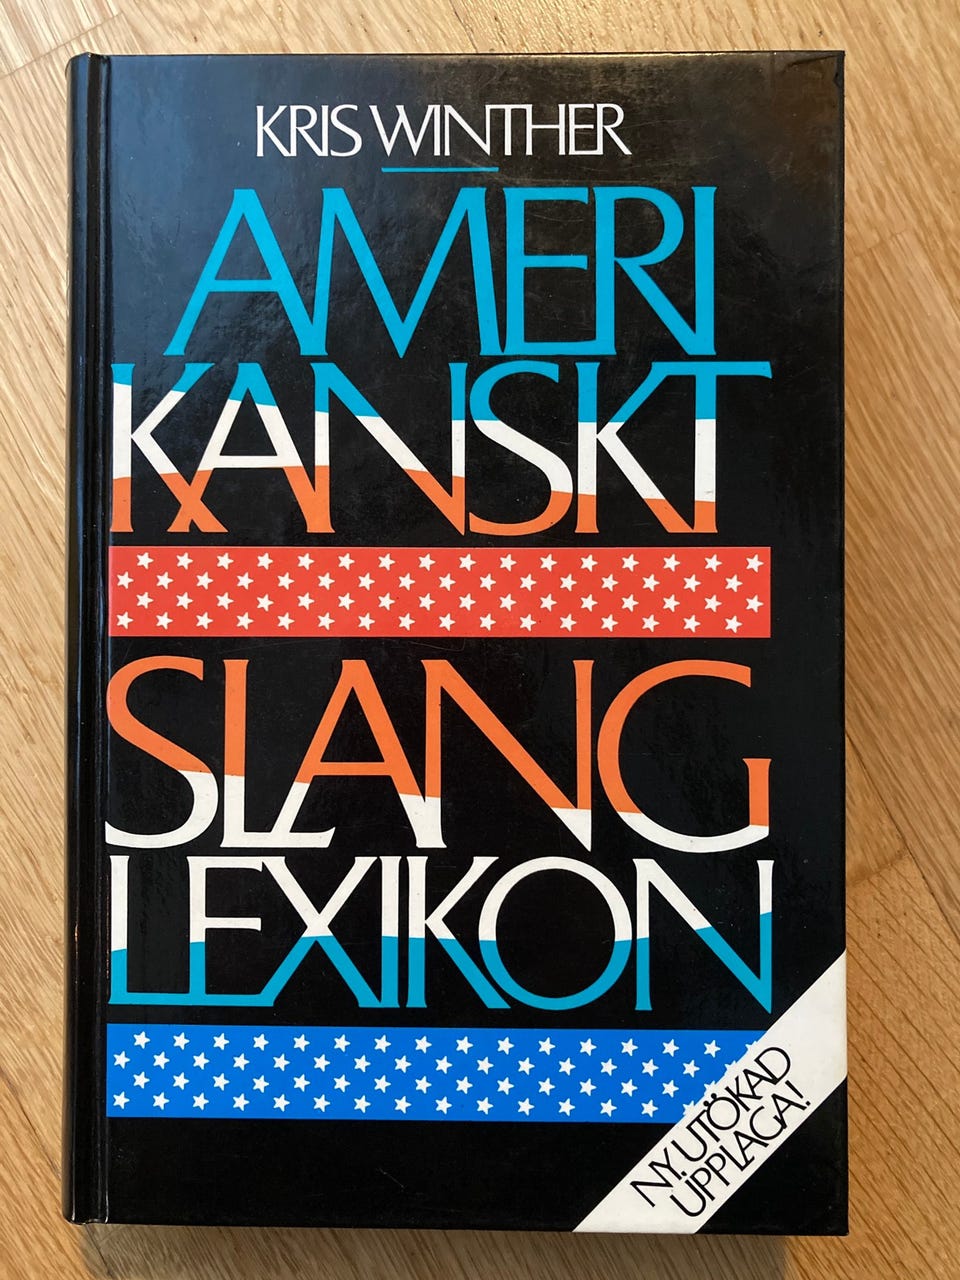 KRIS WINTHER
AMERI
KANSKT
SLANG
LEXIKON
NY, UTÖKAD
UPPLAGA!